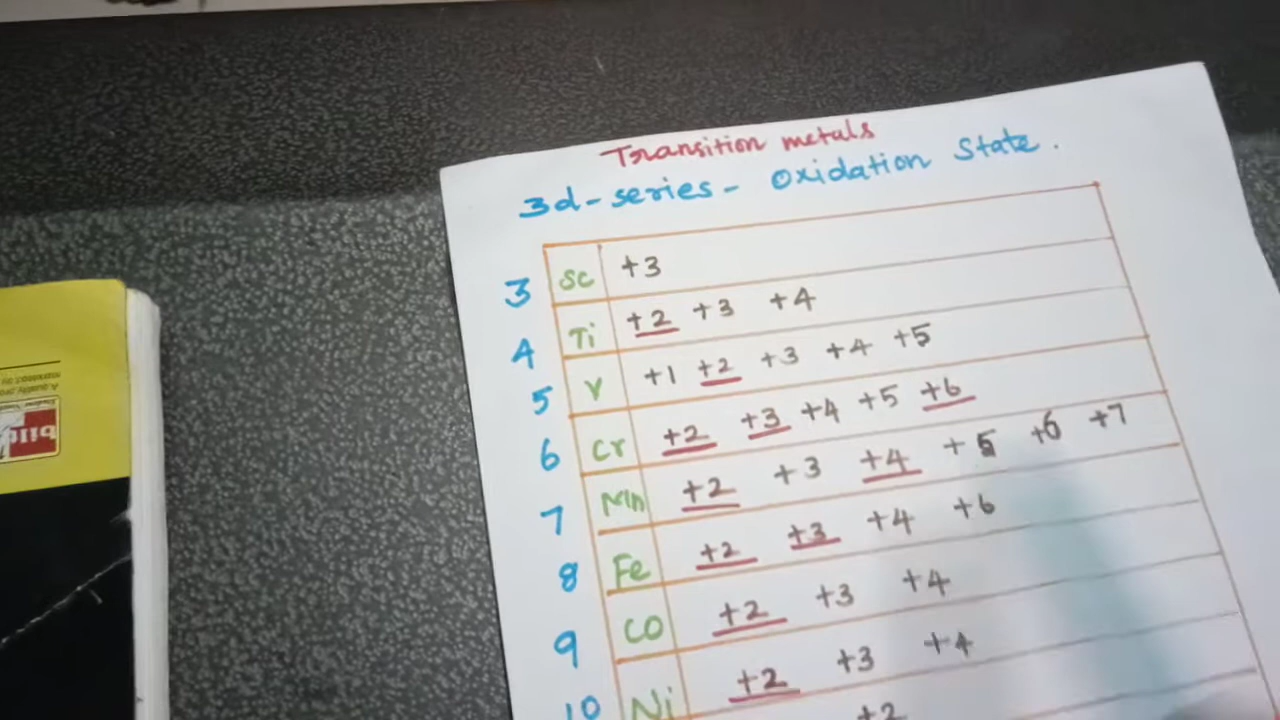 Transition metals
3d-series - Oxidation State.
3 Sc +3
4 Ti +2 +3 +4
5 V +1 +2 +3 +4 +5
6 Cr +2 +3 +4 +5 +6
7 Mn +2 +3 +4 +5 +6 +7
8 Fe +2 +3 +4 +6
9 CO +2 +3 +4
10 Ni +2 +3 +4
+2